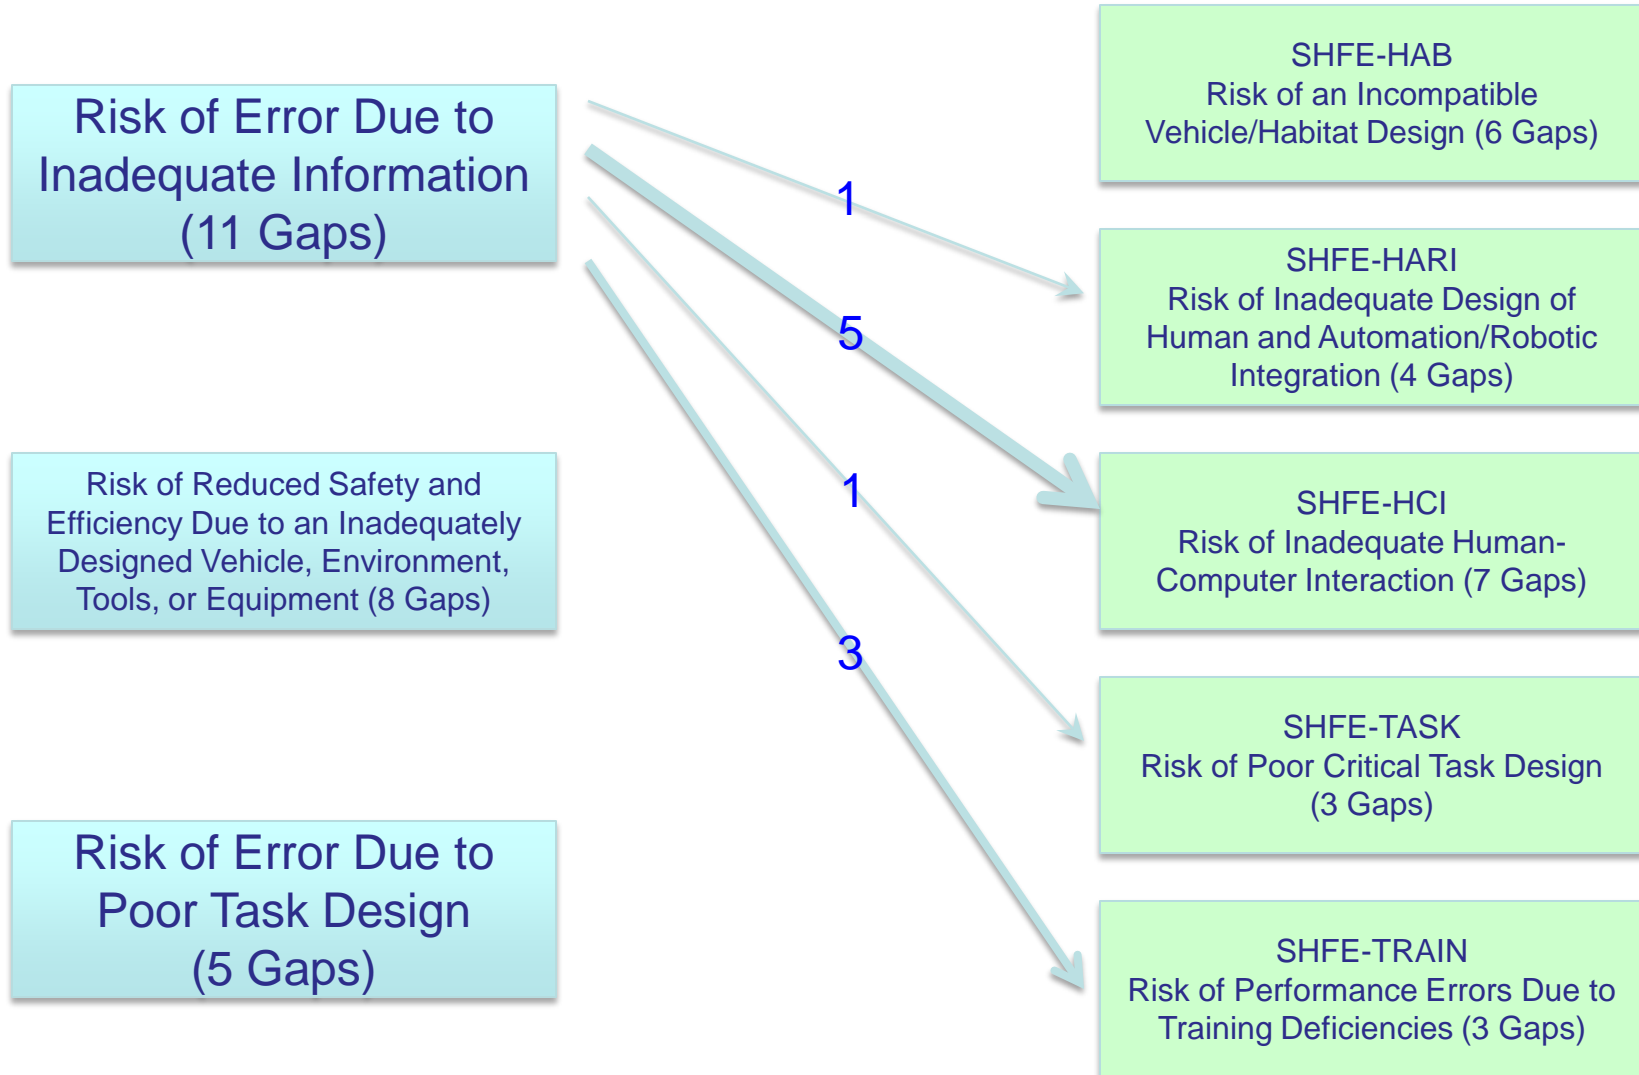 Risk of Error Due to
Inadequate Information
(11 Gaps)
Risk of Reduced Safety and
Efficiency Due to an Inadequately
Designed Vehicle, Environment,
Tools, or Equipment (8 Gaps)
Risk of Error Due to
Poor Task Design
(5 Gaps)
1
5
1
3
SHFE-HAB
Risk of an Incompatible
Vehicle/Habitat Design (6 Gaps)
SHFE-HARI
Risk of Inadequate Design of
Human and Automation/Robotic
Integration (4 Gaps)
SHFE-HCI
Risk of Inadequate Human-
Computer Interaction (7 Gaps)
SHFE-TASK
Risk of Poor Critical Task Design
(3 Gaps)
SHFE-TRAIN
Risk of Performance Errors Due to
Training Deficiencies (3 Gaps)